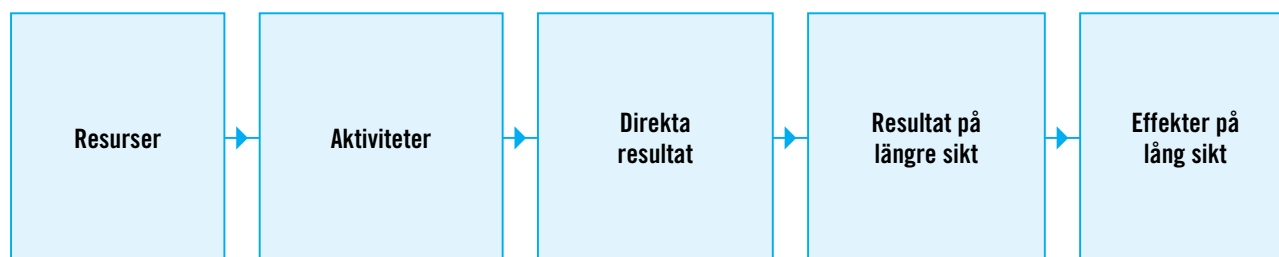 Resurser
Aktiviteter
Direkta
resultat
Resultat på
längre sikt
Effekter på
lång sikt